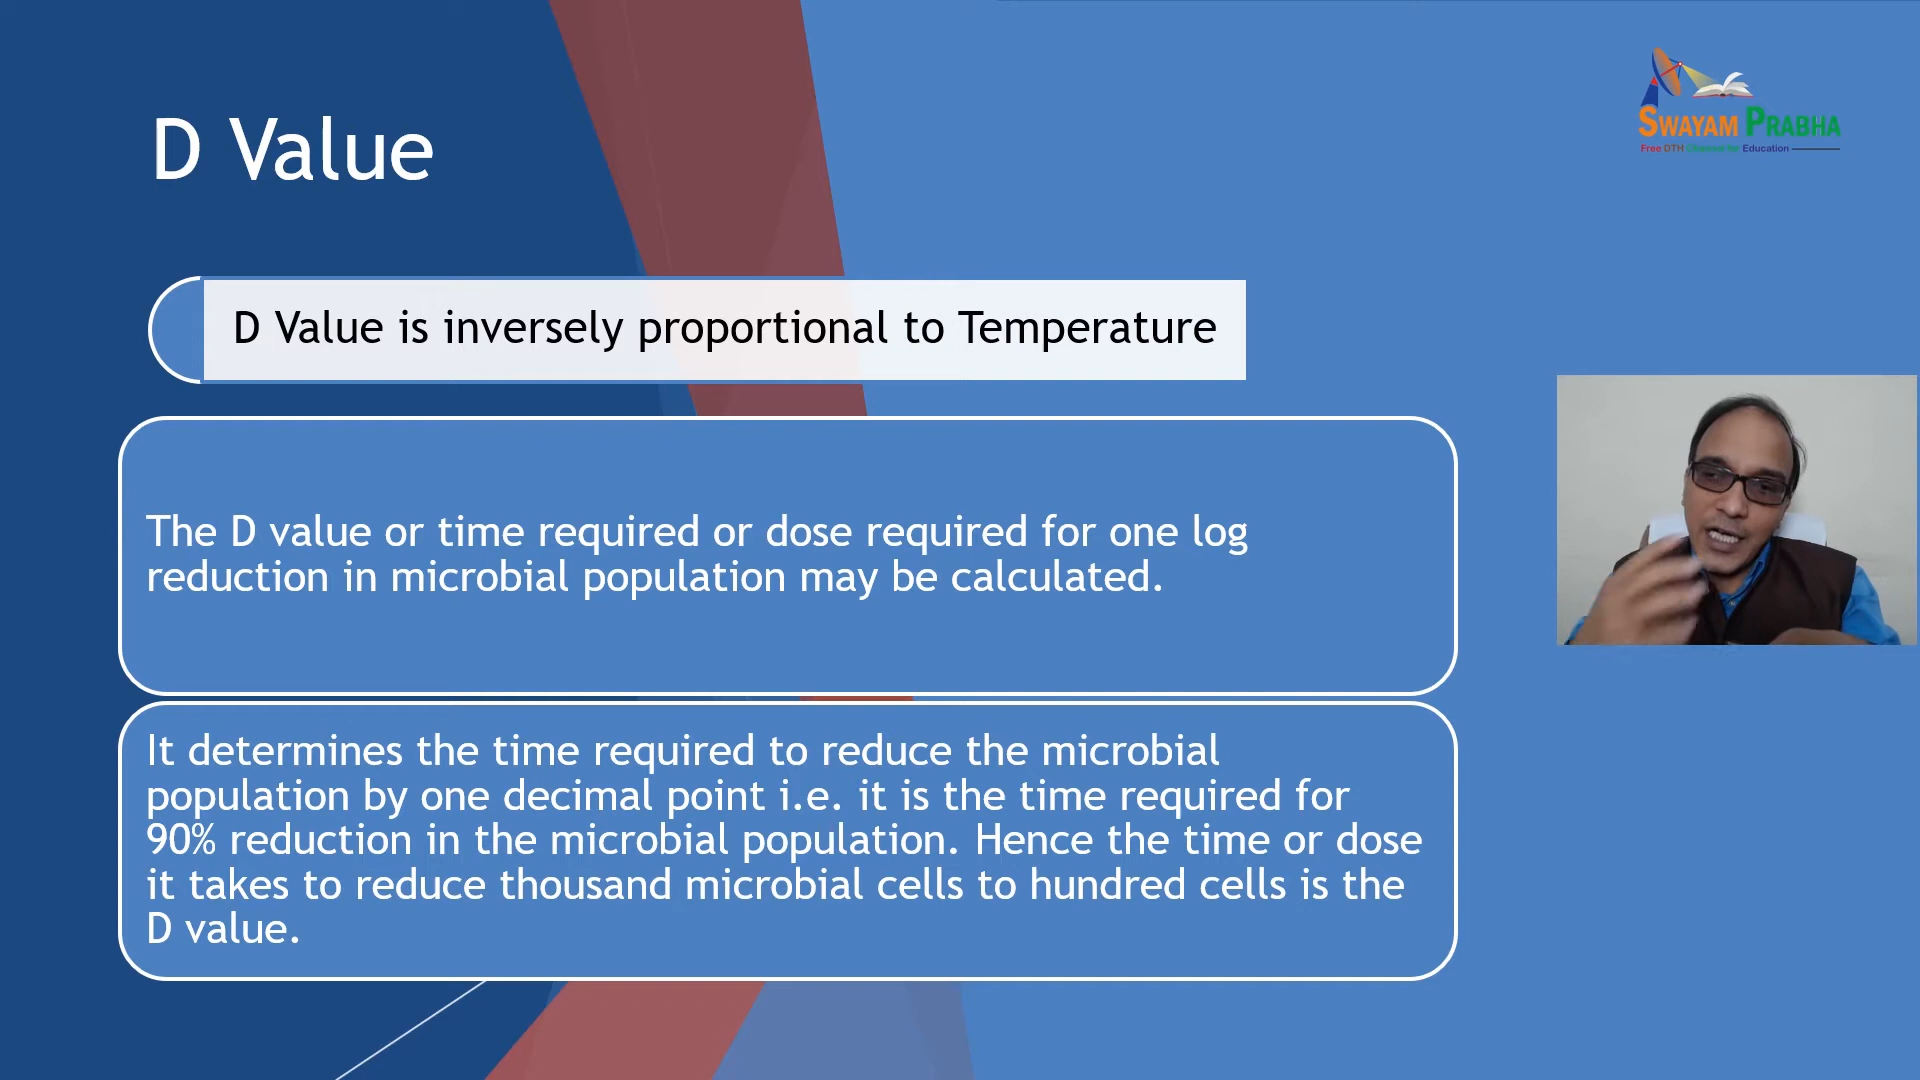 D Value
SWAYAM PRABHA
Free DTH Channel for Education
D Value is inversely proportional to Temperature
The D value or time required or dose required for one log
reduction in microbial population may be calculated.
It determines the time required to reduce the microbial
population by one decimal point i.e. it is the time required for
90% reduction in the microbial population. Hence the time or dose
it takes to reduce thousand microbial cells to hundred cells is the
D value.